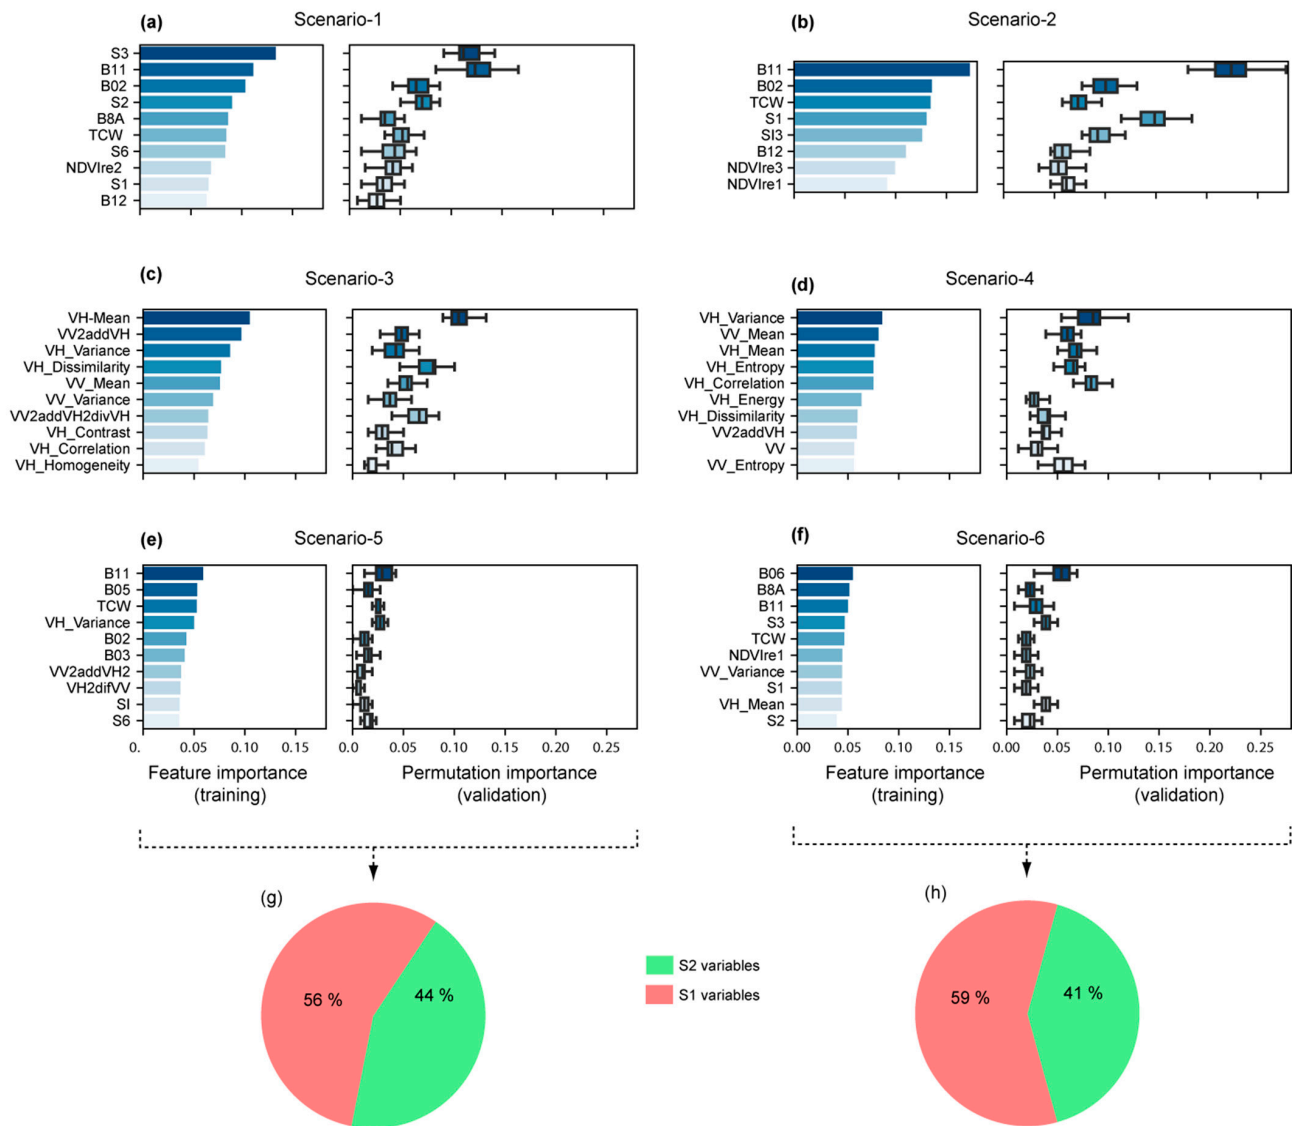 (a) Scenario-1
S3
B11
B02
S2
B8A
TCW
S6
NDVIre2
S1
B12
(b) Scenario-2
B11
B02
TCW
S1
SI3
B12
NDVIre3
NDVIre1
(c) Scenario-3
VH-Mean
VV2addVH
VH_Variance
VH_Dissimilarity
VV_Mean
VV_Variance
VV2addVH2divVH
VH_Contrast
VH_Correlation
VH_Homogeneity
(d) Scenario-4
VH_Variance
VV_Mean
VH_Mean
VH_Entropy
VH_Correlation
VH_Energy
VH_Dissimilarity
VV2addVH
VV
VV_Entropy
(e) Scenario-5
B11
B05
TCW
VH_Variance
B02
B03
VV2addVH2
VH2difVV
SI
S6
0. 0.05 0.10 0.15
Feature importance
(training)
0.0 0.05 0.10 0.15 0.20 0.
Permutation importance
(validation)
(f) Scenario-6
B06
B8A
B11
S3
TCW
NDVIre1
VV_Variance
S1
VH_Mean
S2
0.00 0.05 0.10 0.15
Feature importance
(training)
0.00 0.05 0.10 0.15 0.20 0.25
Permutation importance
(validation)
(g)
56 %
44 %
S2 variables
S1 variables
(h)
59 %
41 %